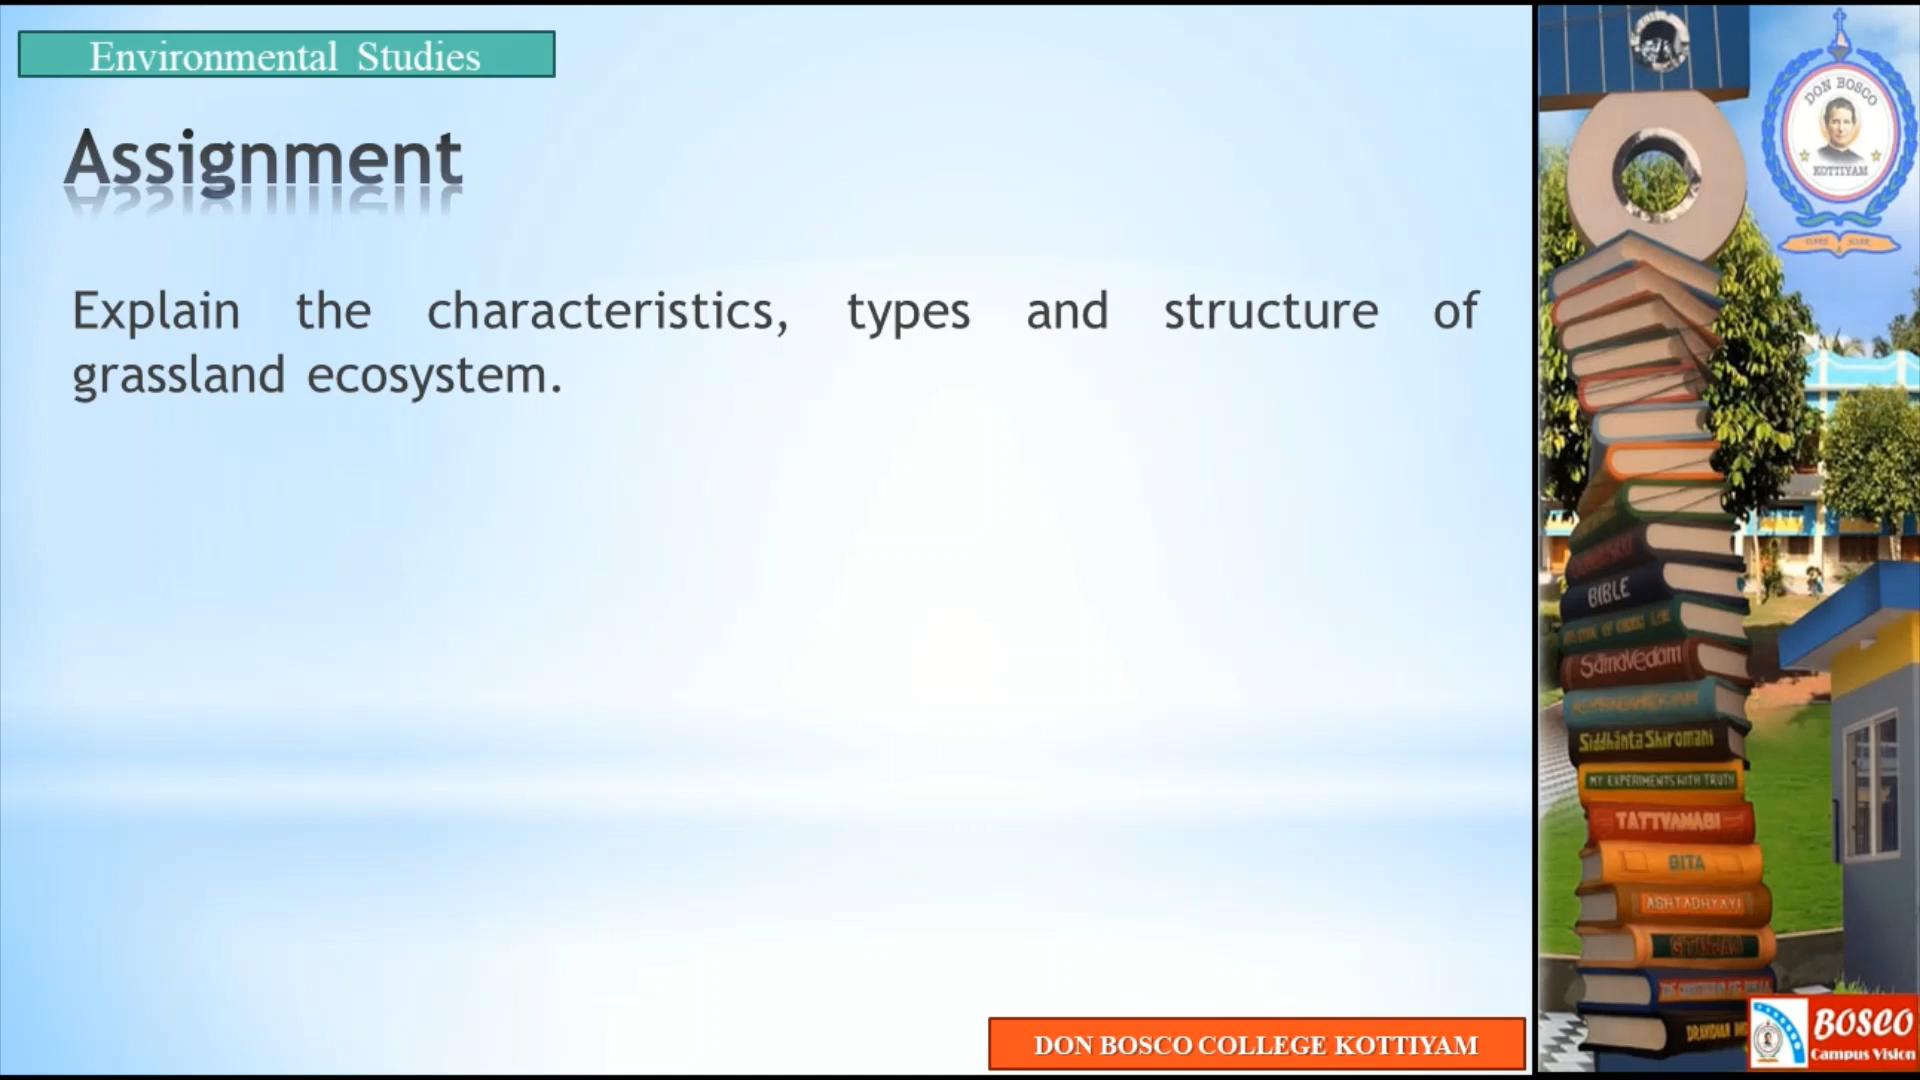 Environmental Studies
Assignment
Explain the characteristics, types and structure of
grassland ecosystem.
DON BOSCO COLLEGE KOTTIYAM
DON BOSCO
KOTTIYAM
BIBLE
SamaVedam
Siddhanta Shiromani
MY EXPERIMENTS WITH TRUTH
TATTVAMASI
GITA
ASHTADHYAYI
BOSCO
Campus Vision